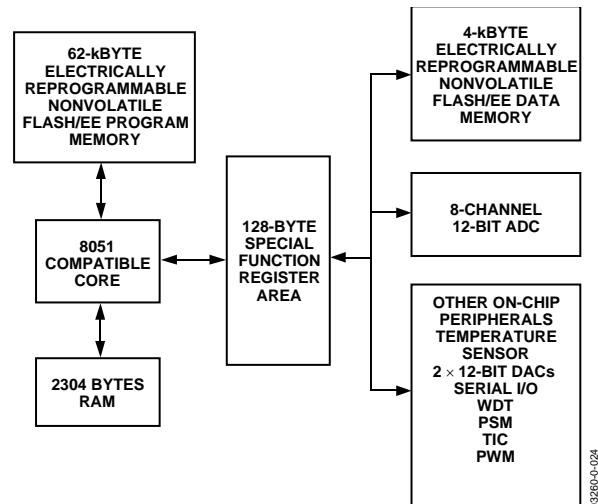 62-kBYTE
ELECTRICALLY
REPROGRAMMABLE
NONVOLATILE
FLASH/EE PROGRAM
MEMORY
8051
COMPATIBLE
CORE
2304 BYTES
RAM
128-BYTE
SPECIAL
FUNCTION
REGISTER
AREA
4-kBYTE
ELECTRICALLY
REPROGRAMMABLE
NONVOLATILE
FLASH/EE DATA
MEMORY
8-CHANNEL
12-BIT ADC
OTHER ON-CHIP
PERIPHERALS
TEMPERATURE
SENSOR
2 × 12-BIT DACs
SERIAL I/O
WDT
PSM
TIC
PWM
03260-0-024